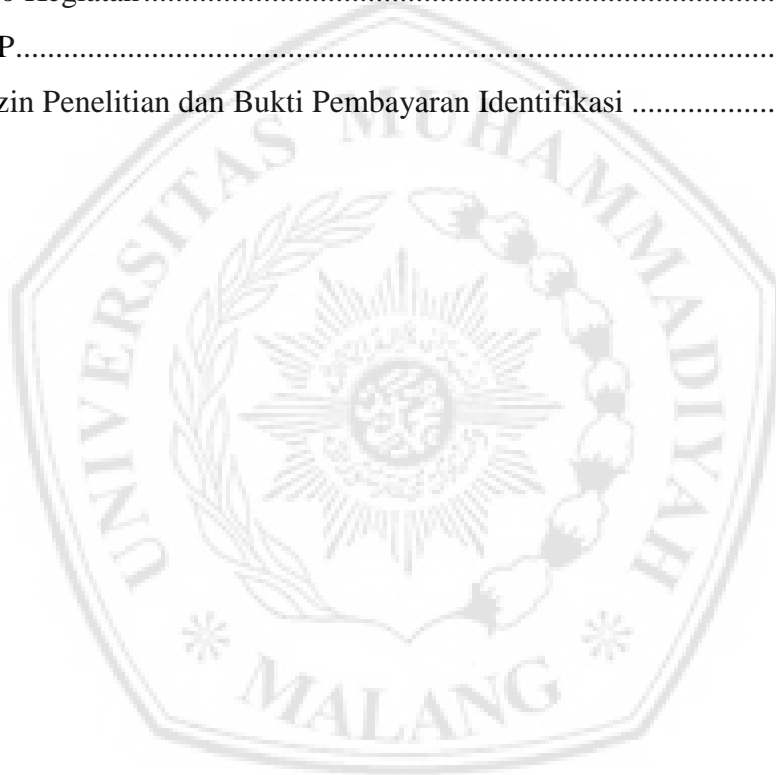 Kegiatan....................................................................................................
P....................................................................................................................
zin Penelitian dan Bukti Pembayaran Identifikasi ....................
UNIVERSITAS MUHAMMADIYAH
MALANG